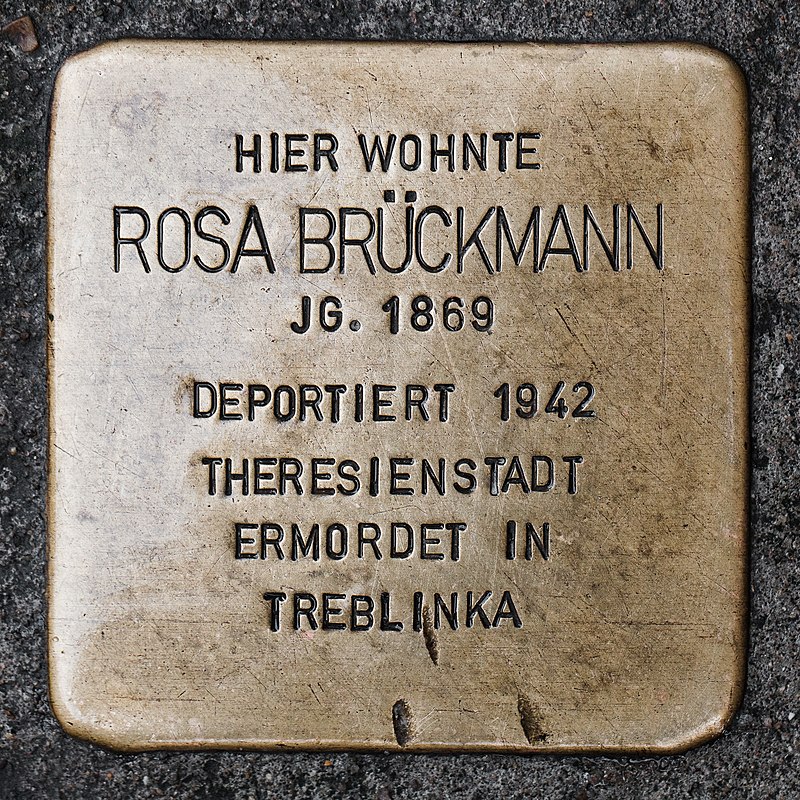 HIER WOHNTE
ROSA BRÜCKMANN
JG. 1869
DEPORTIERT 1942
THERESIENSTADT
ERMORDET IN
TREBLINKA